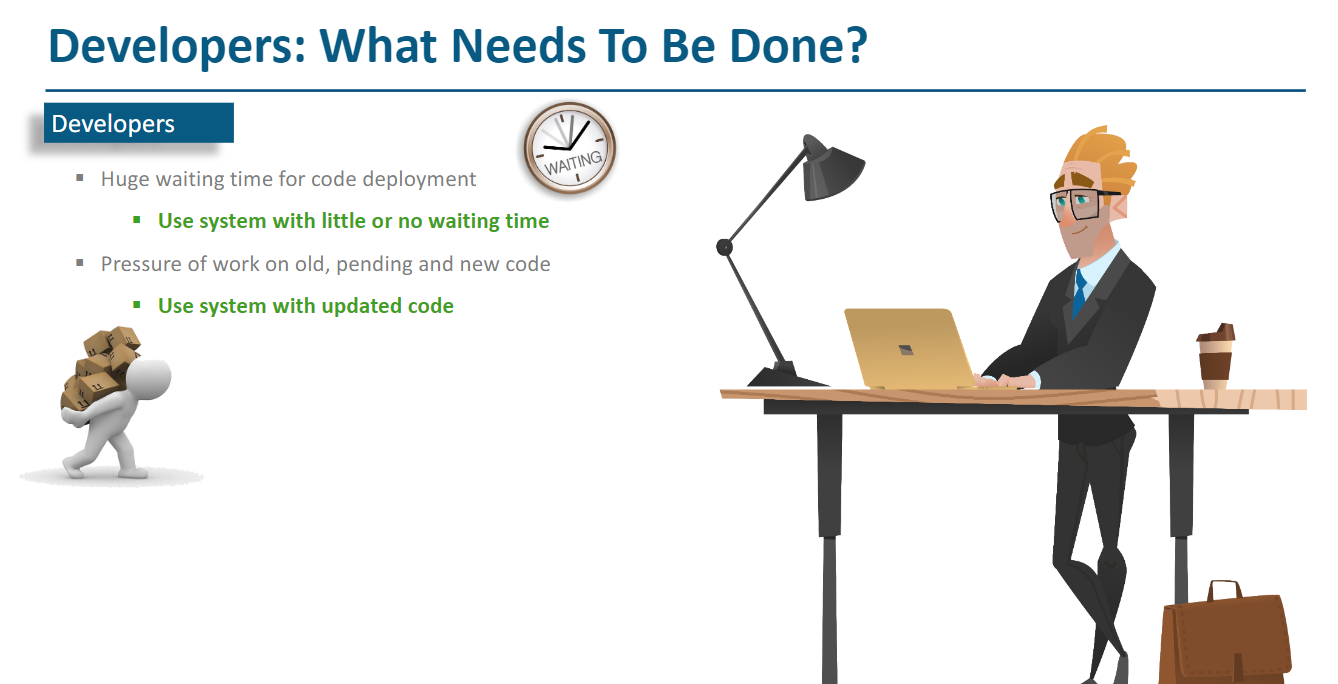 Developers: What Needs To Be Done?
Developers
WAITING
▪ Huge waiting time for code deployment
▪ Use system with little or no waiting time
▪ Pressure of work on old, pending and new code
▪ Use system with updated code